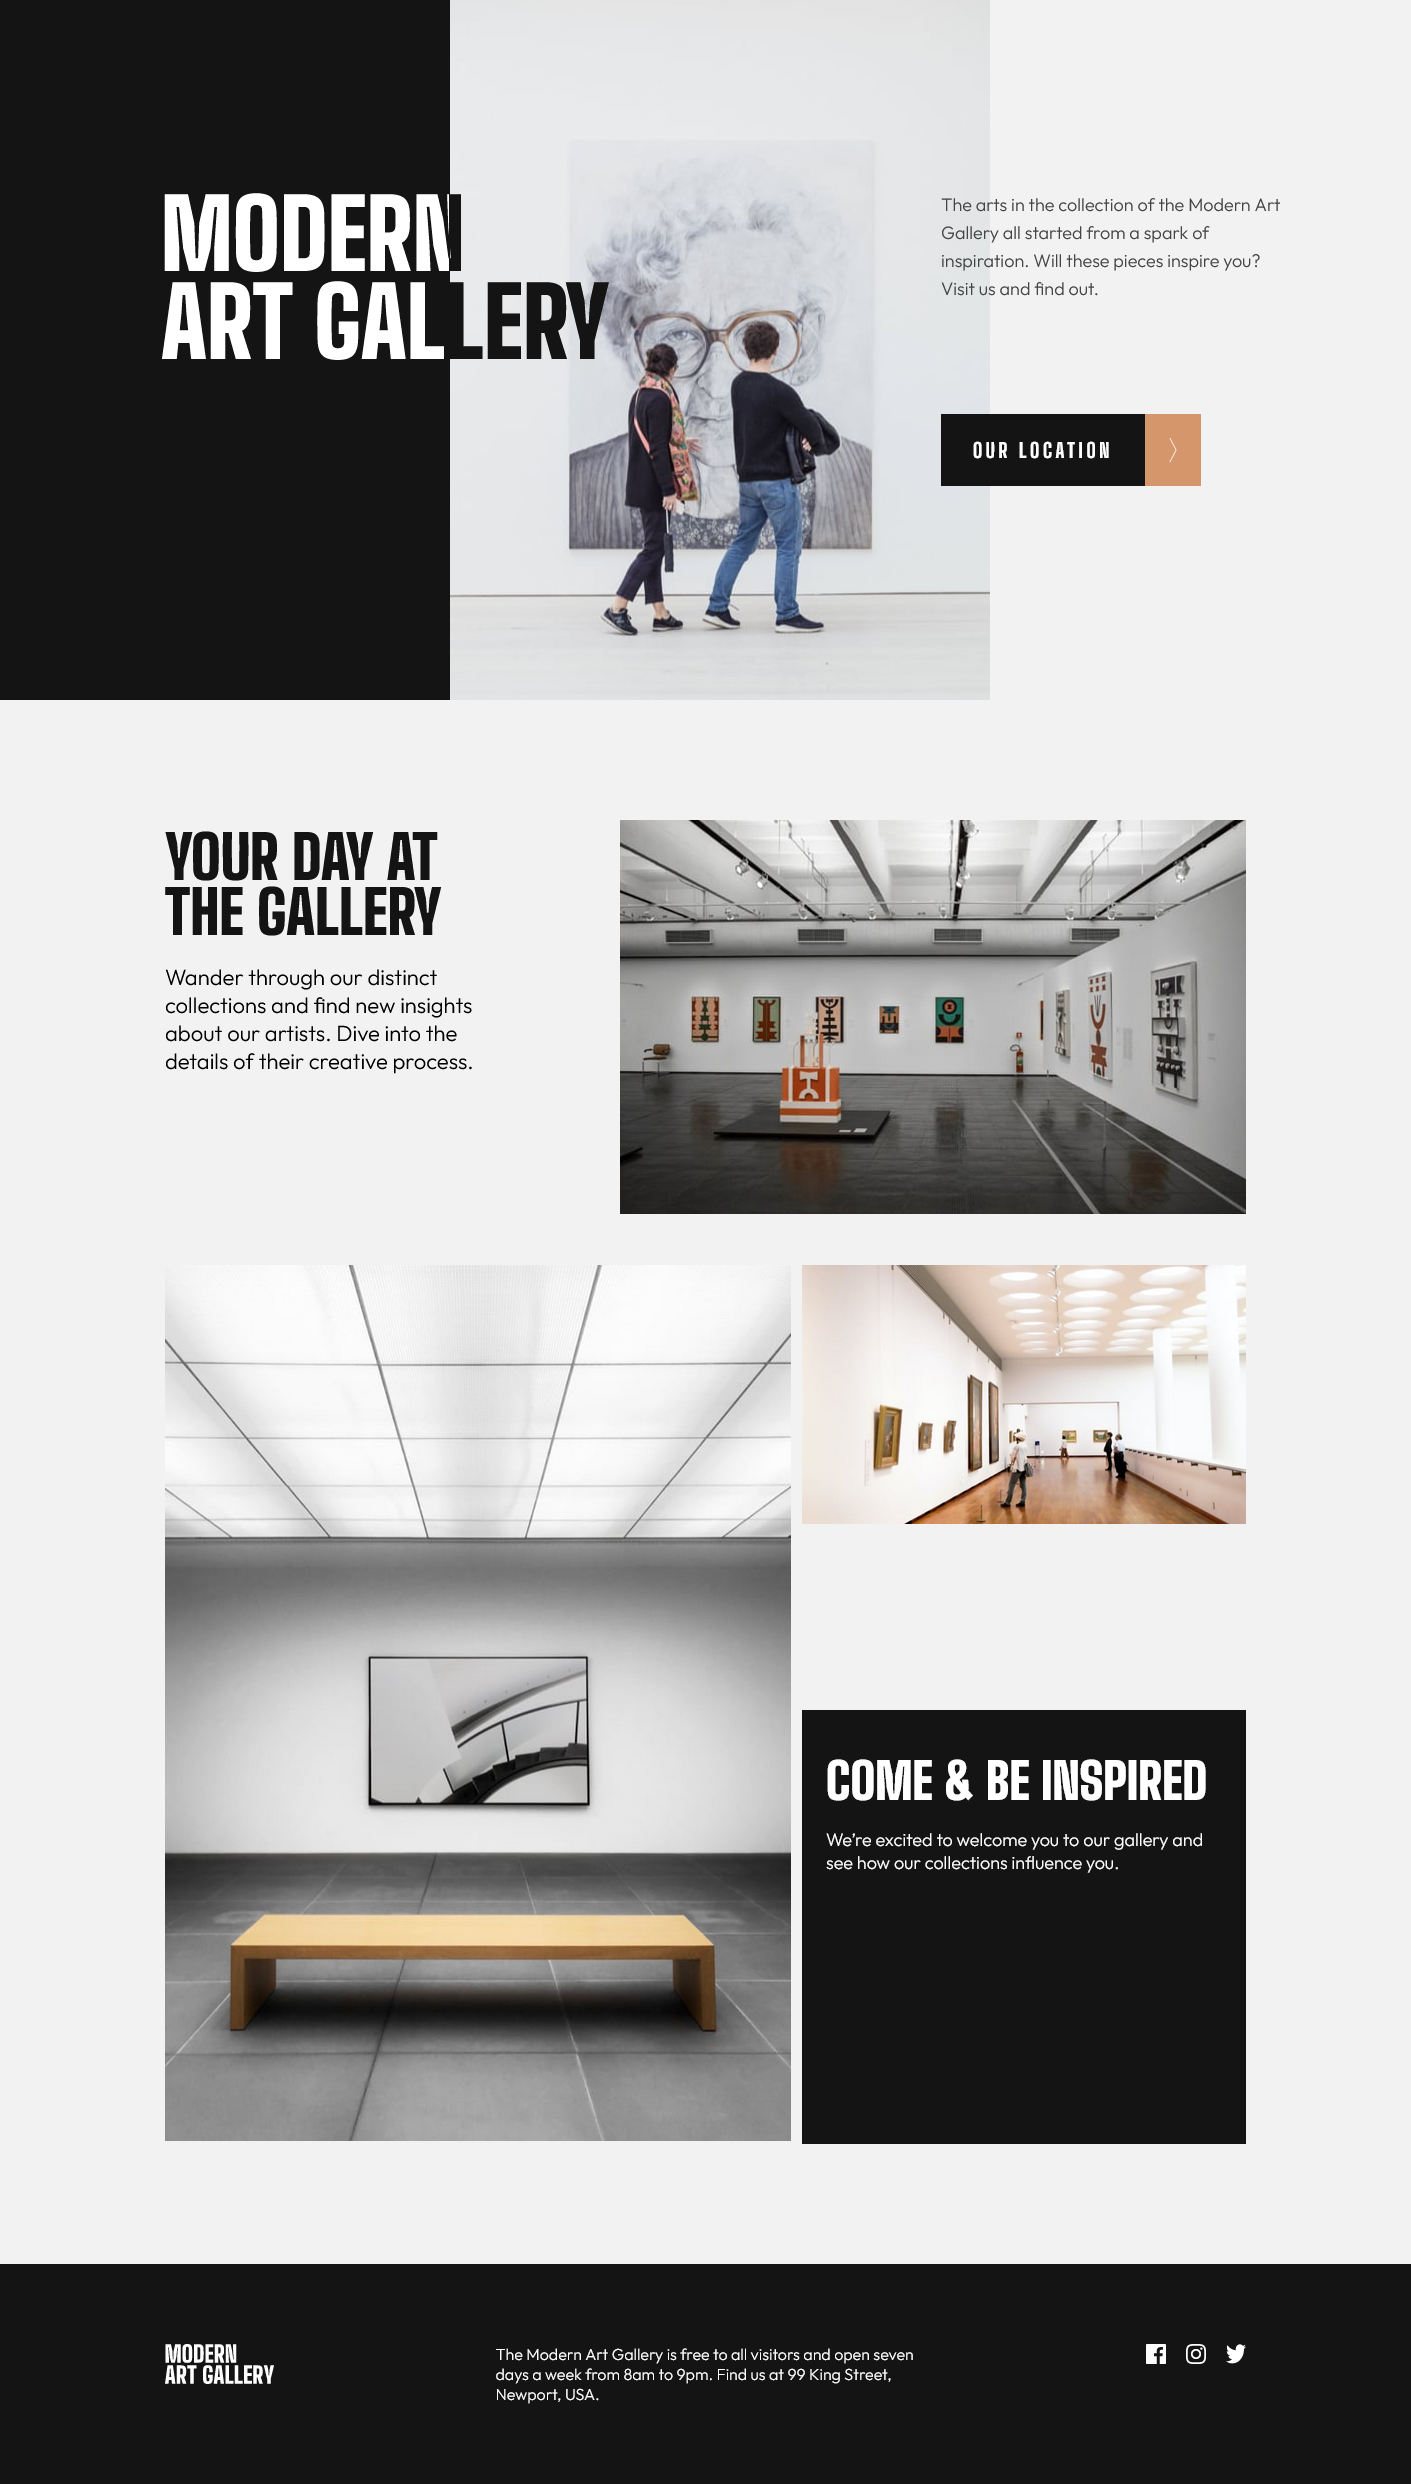 MODERN
ART GALLERY
The arts in the collection of the Modern Art
Gallery all started from a spark of
inspiration. Will these pieces inspire you?
Visit us and find out.
OUR LOCATION
YOUR DAY AT
THE GALLERY
Wander through our distinct
collections and find new insights
about our artists. Dive into the
details of their creative process.
COME & BE INSPIRED
We’re excited to welcome you to our gallery and
see how our collections influence you.
MODERN
ART GALLERY
The Modern Art Gallery is free to all visitors and open seven
days a week from 8am to 9pm. Find us at 99 King Street,
Newport, USA.